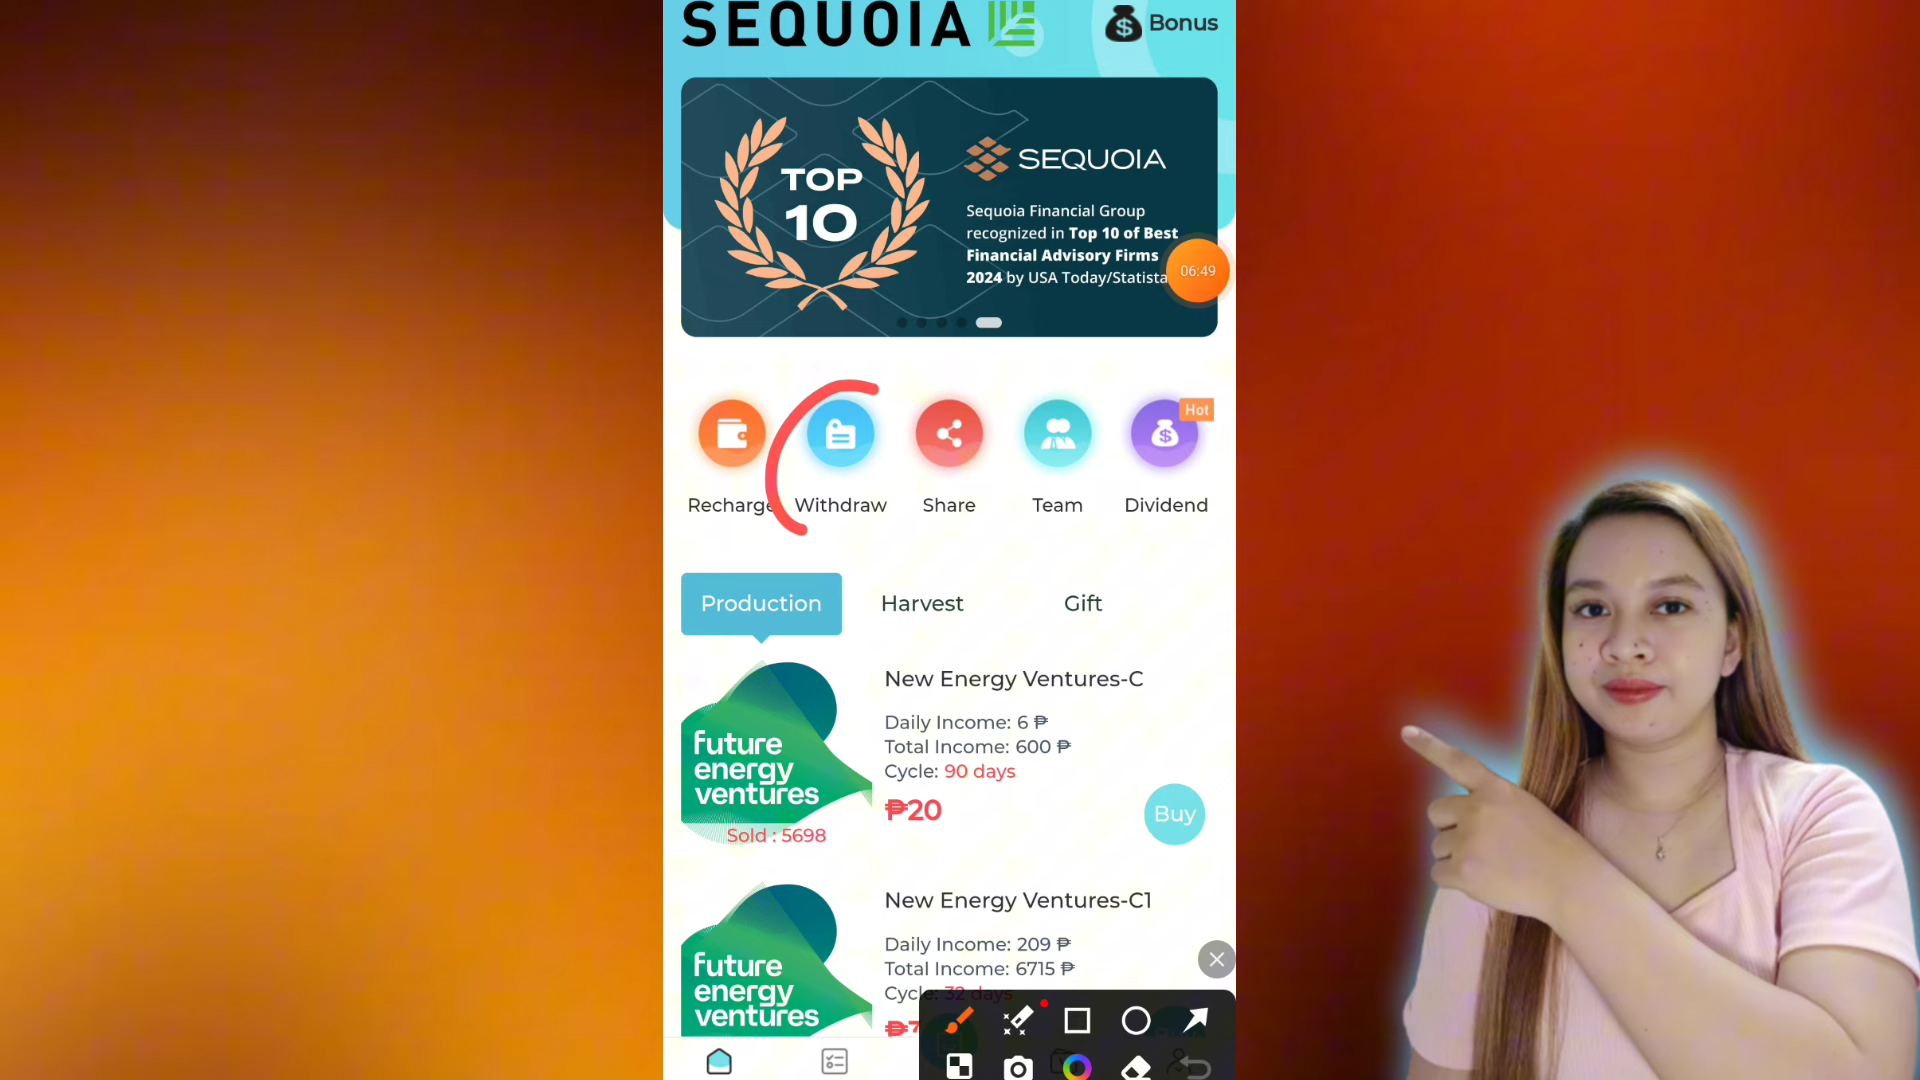 SEQUOIA
Bonus
TOP
10
SEQUOIA
Sequoia Financial Group
recognized in Top 10 of Best
Financial Advisory Firms
2024 by USA Today/Statista
06:49
Hot
Recharge
Withdraw
Share
Team
Dividend
Production
Harvest
Gift
New Energy Ventures-C
Daily Income: 6 ₱
Total Income: 600 ₱
Cycle: 90 days
₱20
Buy
future
energy
ventures
Sold : 5698
New Energy Ventures-C1
Daily Income: 209 ₱
Total Income: 6715 ₱
Cycle: 32 days
future
energy
ventures